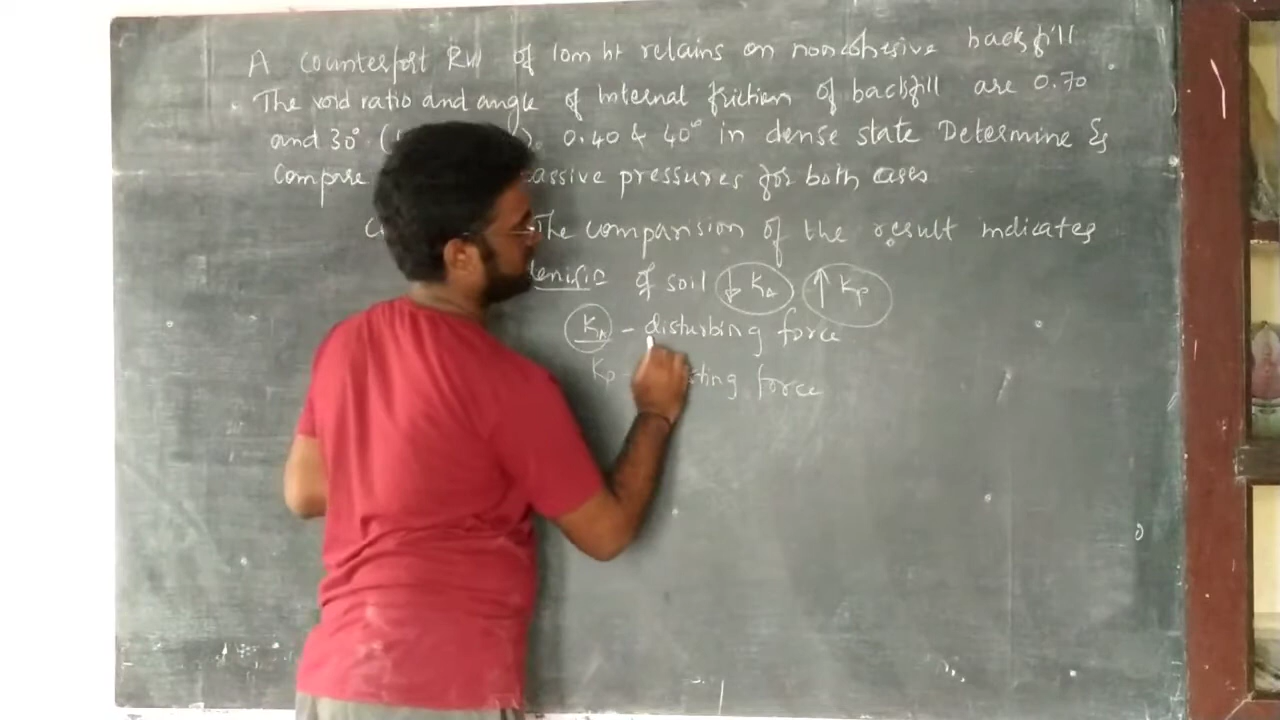 A counterfort RW of 10m ht retains on noncohesive backfill
The void ratio and angle of Internal friction of backfill are 0.70
and 30° ( ). 0.40 & 40° in dense state Determine &
Compare assive pressures for both cases
The comparision of the result indicates
of soil ↓ KA ↑ KP
KA - disturbing force
KP - ting force